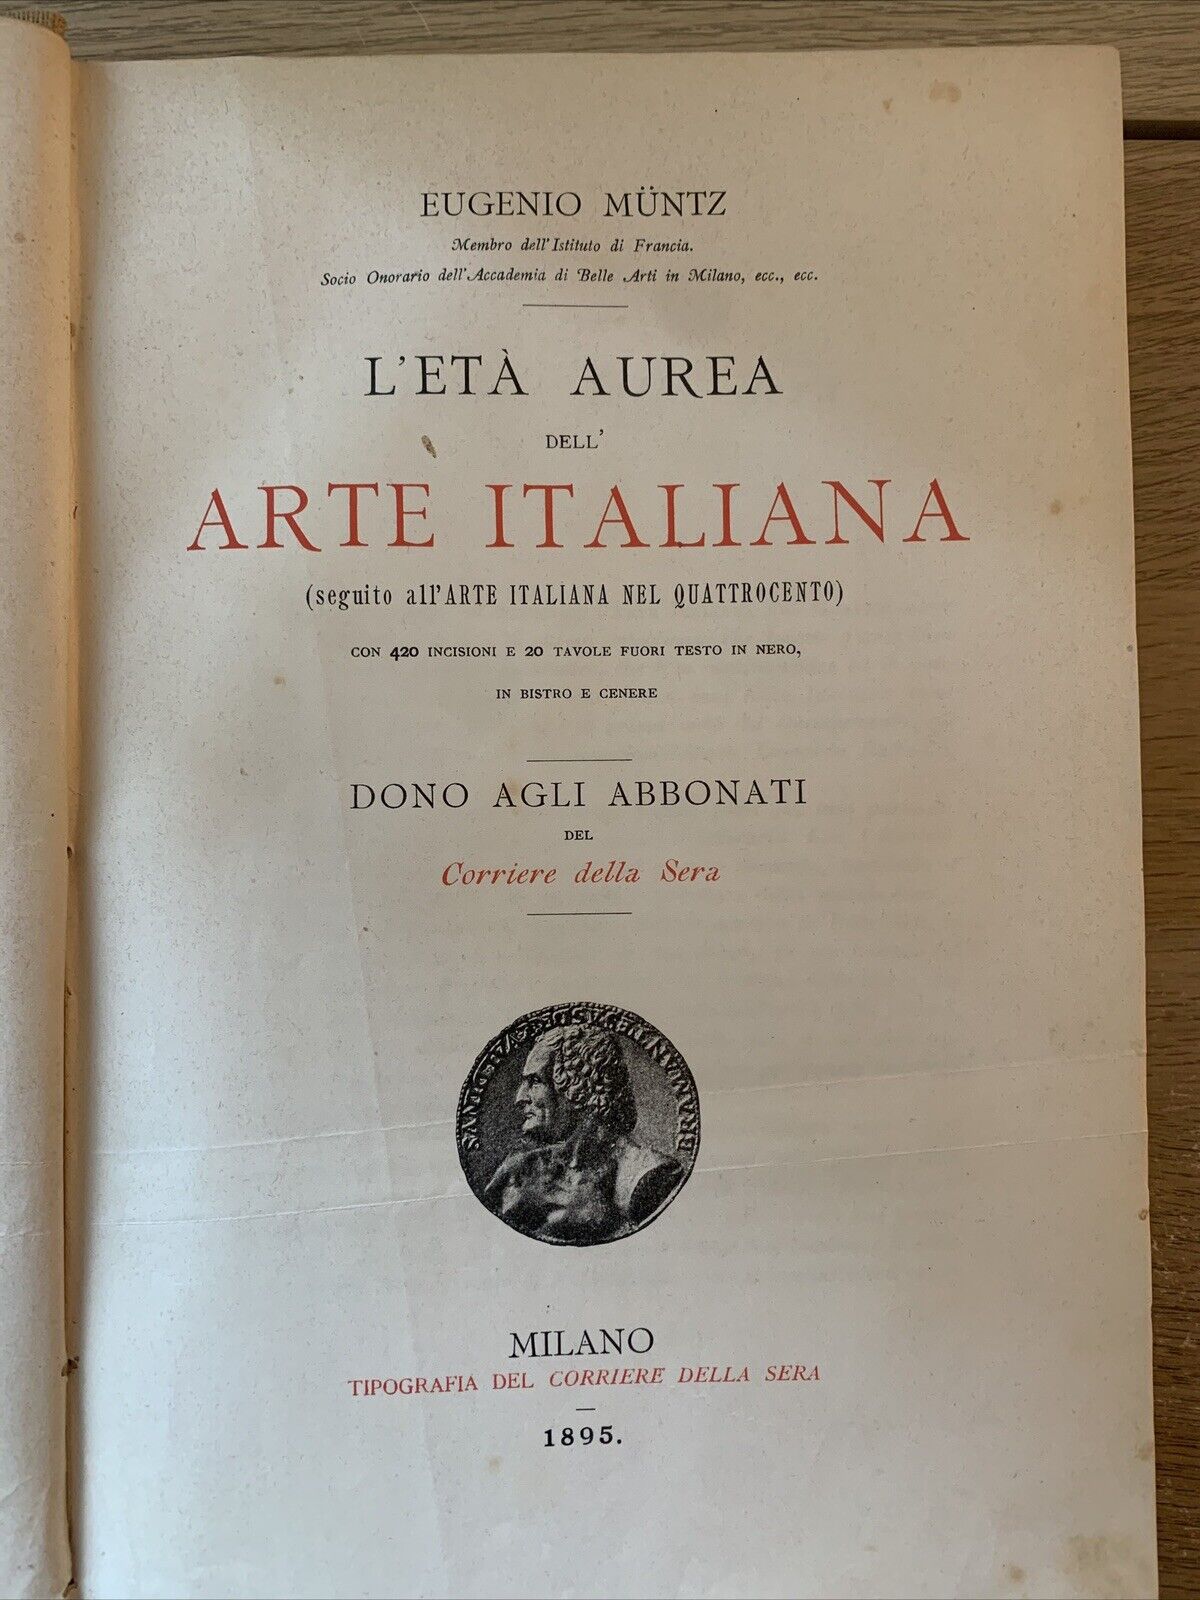 EUGENIO MÜNTZ
Membro dell'Istituto di Francia.
Socio Onorario dell'Accademia di Belle Arti in Milano, ecc., ecc.
L'ETÀ AUREA
DELL'
ARTE ITALIANA
(seguito all'ARTE ITALIANA NEL QUATTROCENTO)
CON 420 INCISIONI E 20 TAVOLE FUORI TESTO IN NERO,
IN BISTRO E CENERE
DONO AGLI ABBONATI
DEL
Corriere della Sera
MILANO
TIPOGRAFIA DEL CORRIERE DELLA SERA
1895.